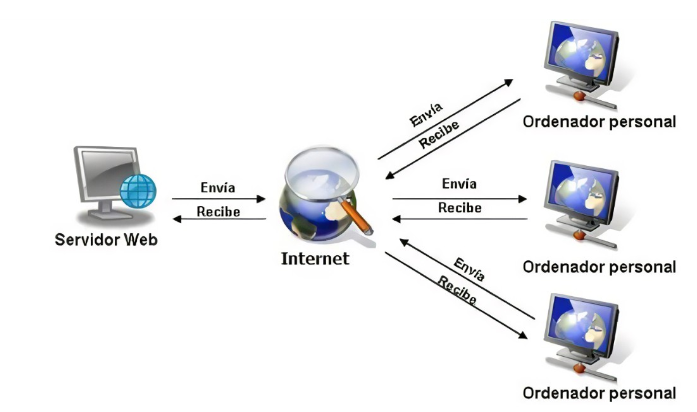 Envía
Recibe
Ordenador personal
Envía
Recibe
Servidor Web
Internet
Envía
Recibe
Ordenador personal
Envía
Recibe
Ordenador personal